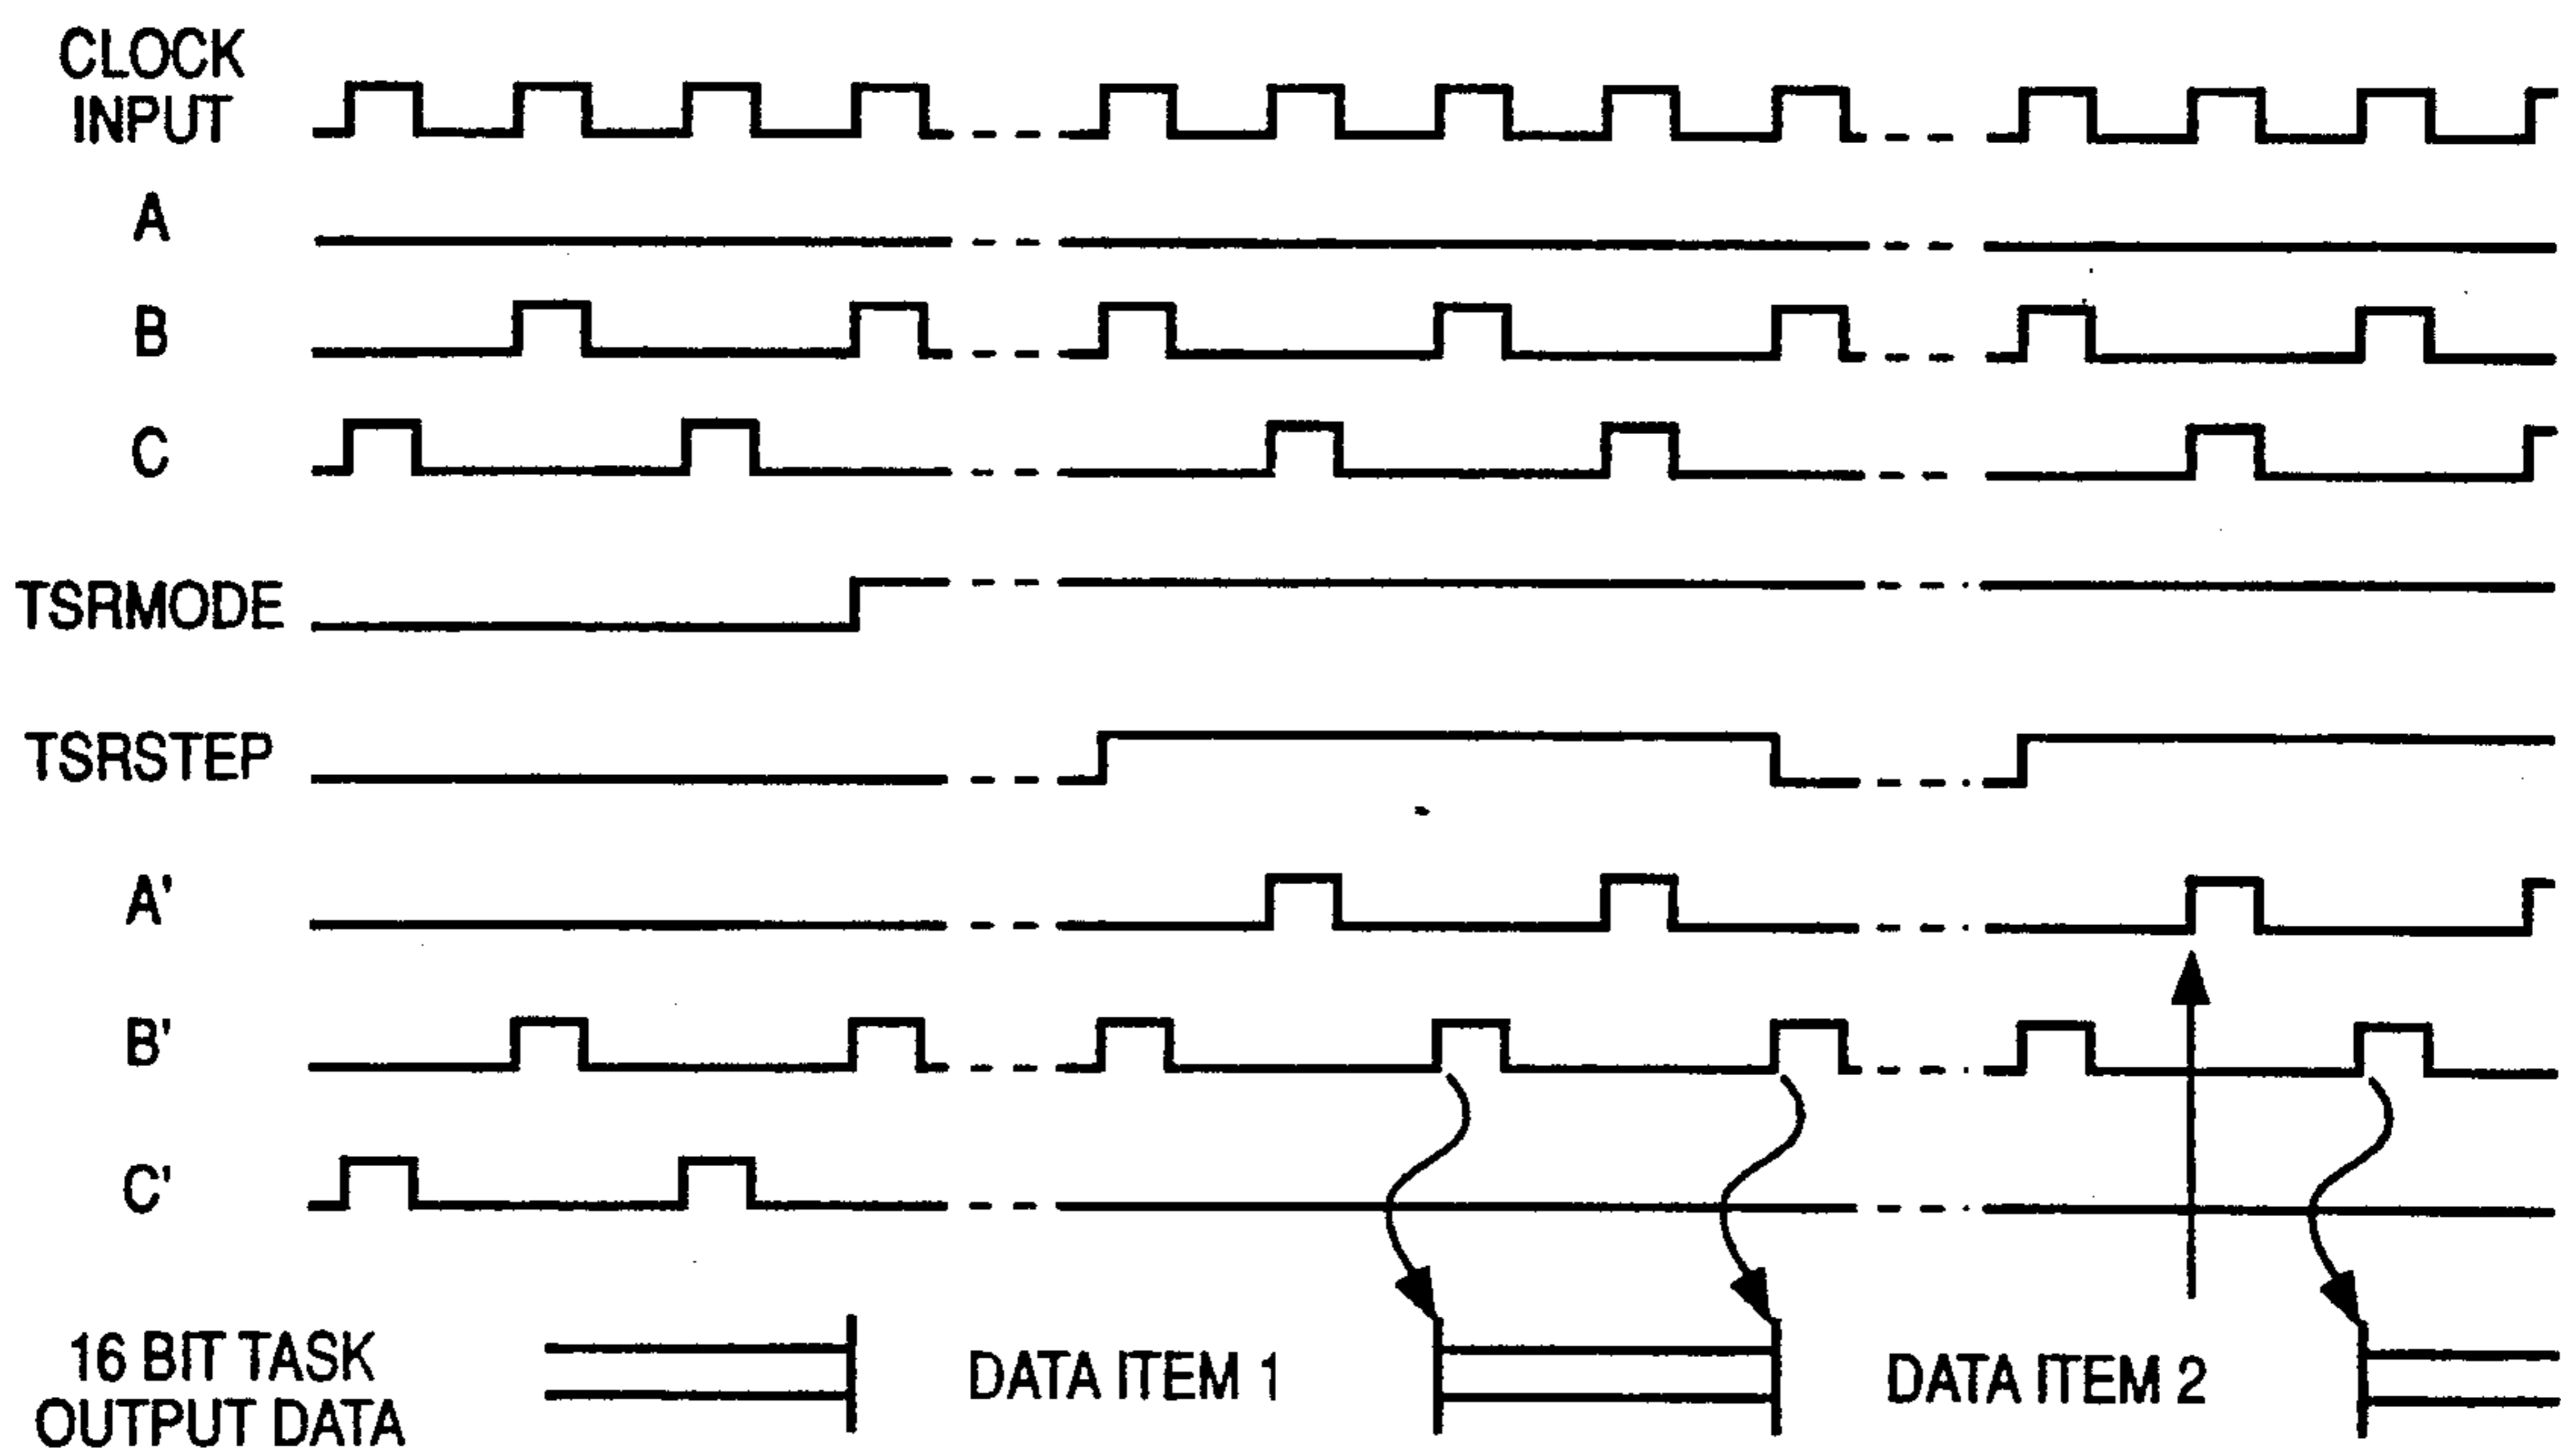 CLOCK
INPUT
A
B
C
TSRMODE
TSRSTEP
A'
B'
C'
16 BIT TASK
OUTPUT DATA
DATA ITEM 1
DATA ITEM 2